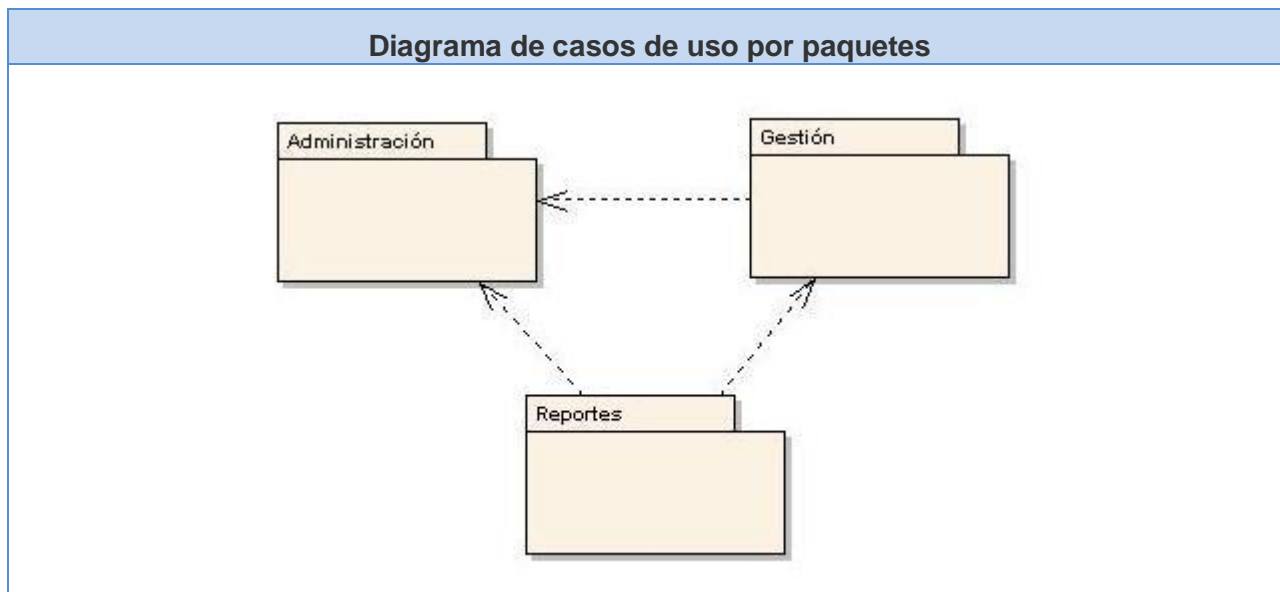 Diagrama de casos de uso por paquetes
Administración
Gestión
Reportes